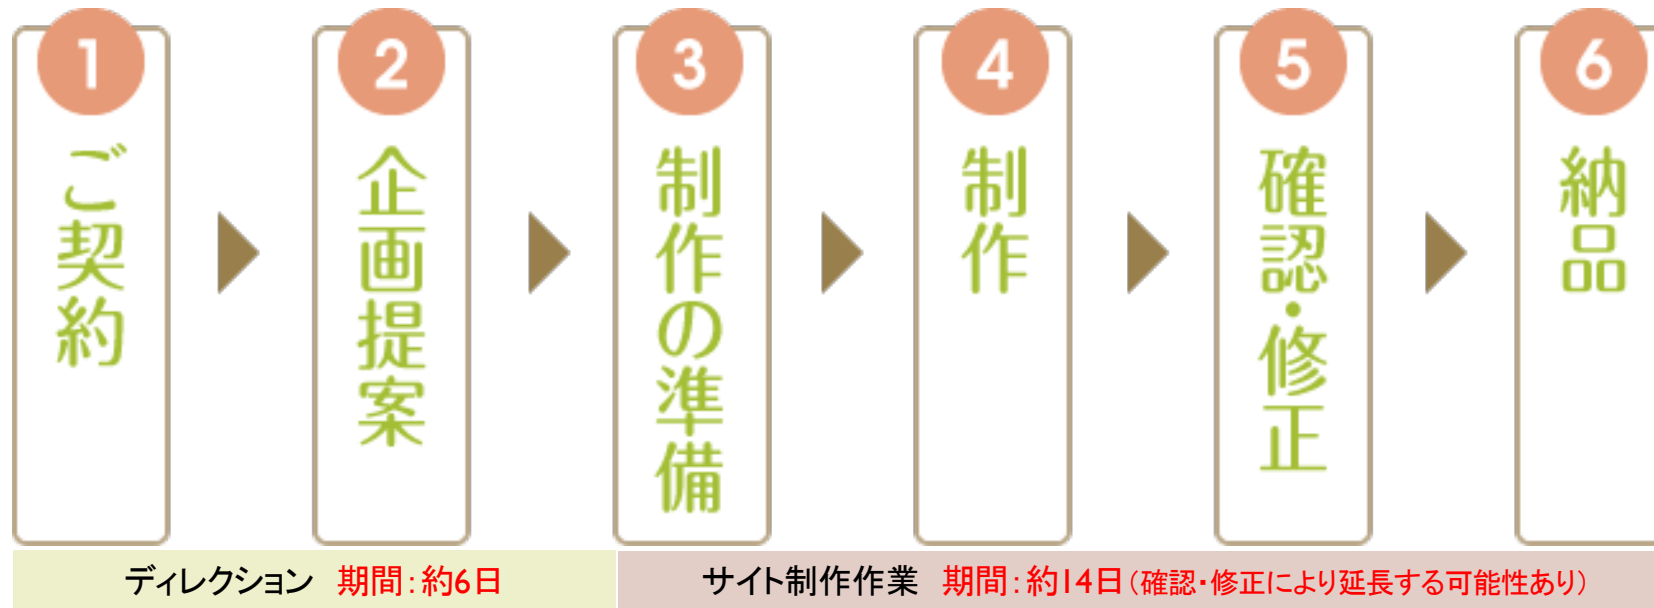 1
ご契約
2
企画提案
3
制作の準備
4
制作
5
確認・修正
6
納品
ディレクション 期間：約6日
サイト制作作業 期間：約14日（確認・修正により延長する可能性あり）